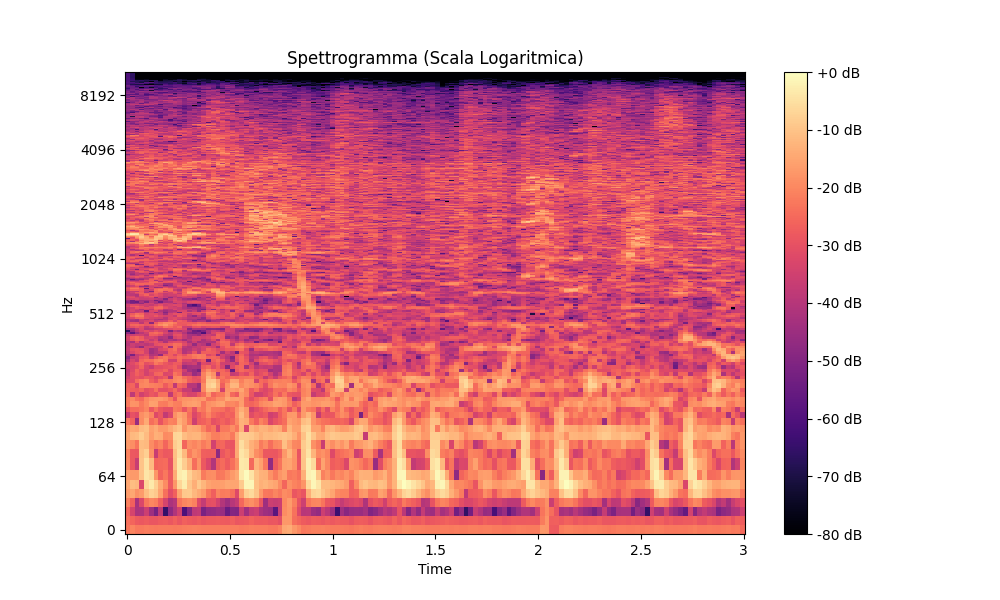 Spettrogramma (Scala Logaritmica)
Hz
8192
4096
2048
1024
512
256
128
64
0
0 0.5 1 1.5 2 2.5 3
Time
+0 dB
-10 dB
-20 dB
-30 dB
-40 dB
-50 dB
-60 dB
-70 dB
-80 dB